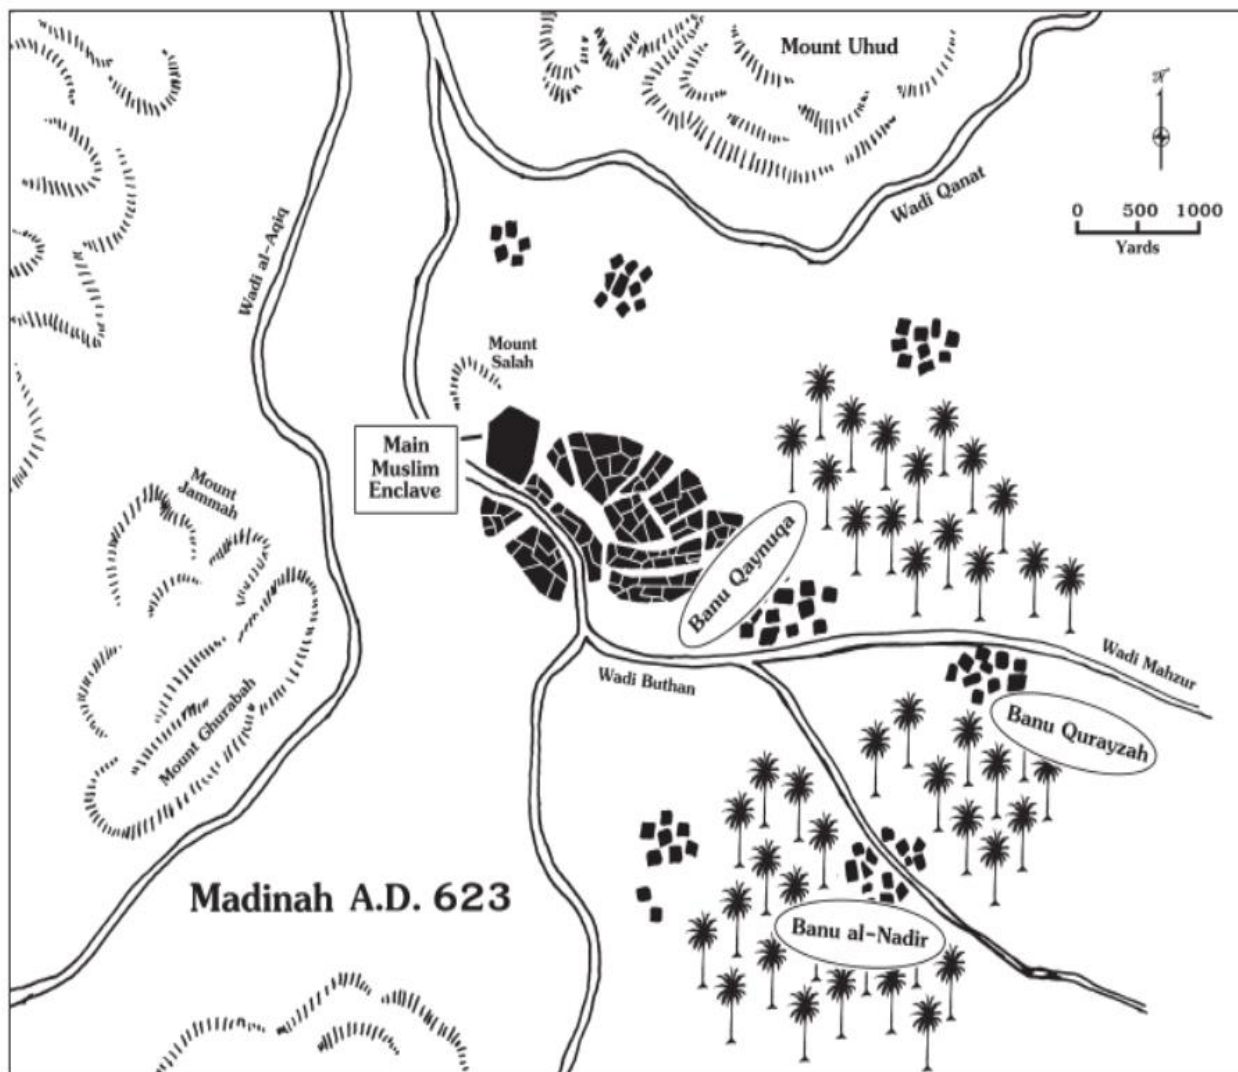 Mount Uhud
N
0 500 1000
Yards
Wadi Qanat
Wadi al-Aqiq
Mount
Salah
Main
Muslim
Enclave
Mount
Jammah
Banu Qaynuqa
Wadi Mahzur
Wadi Buthan
Mount Ghurabah
Banu Qurayzah
Madinah A.D. 623
Banu al-Nadir